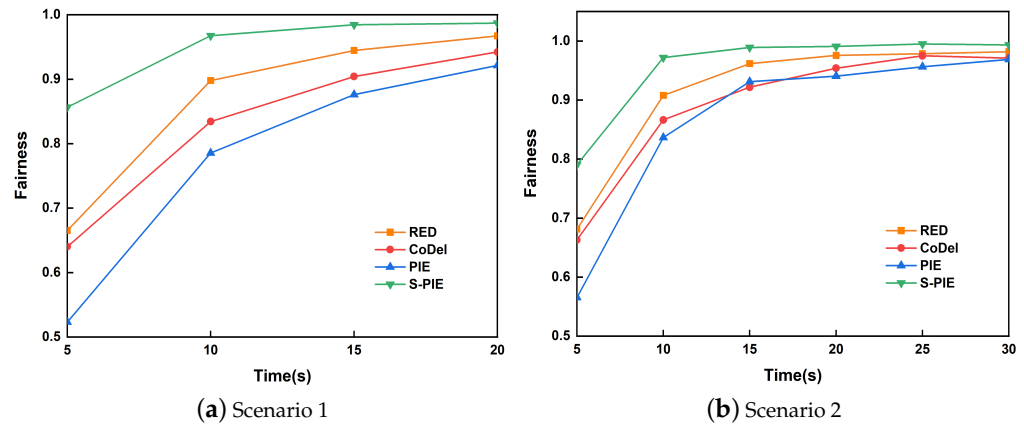 1.0
0.9
0.8
0.7
0.6
0.5
Fairness
5
10
15
20
Time(s)
RED
CoDel
PIE
S-PIE
(a) Scenario 1
1.0
0.9
0.8
0.7
0.6
0.5
Fairness
5
10
15
20
25
30
Time(s)
RED
CoDel
PIE
S-PIE
(b) Scenario 2